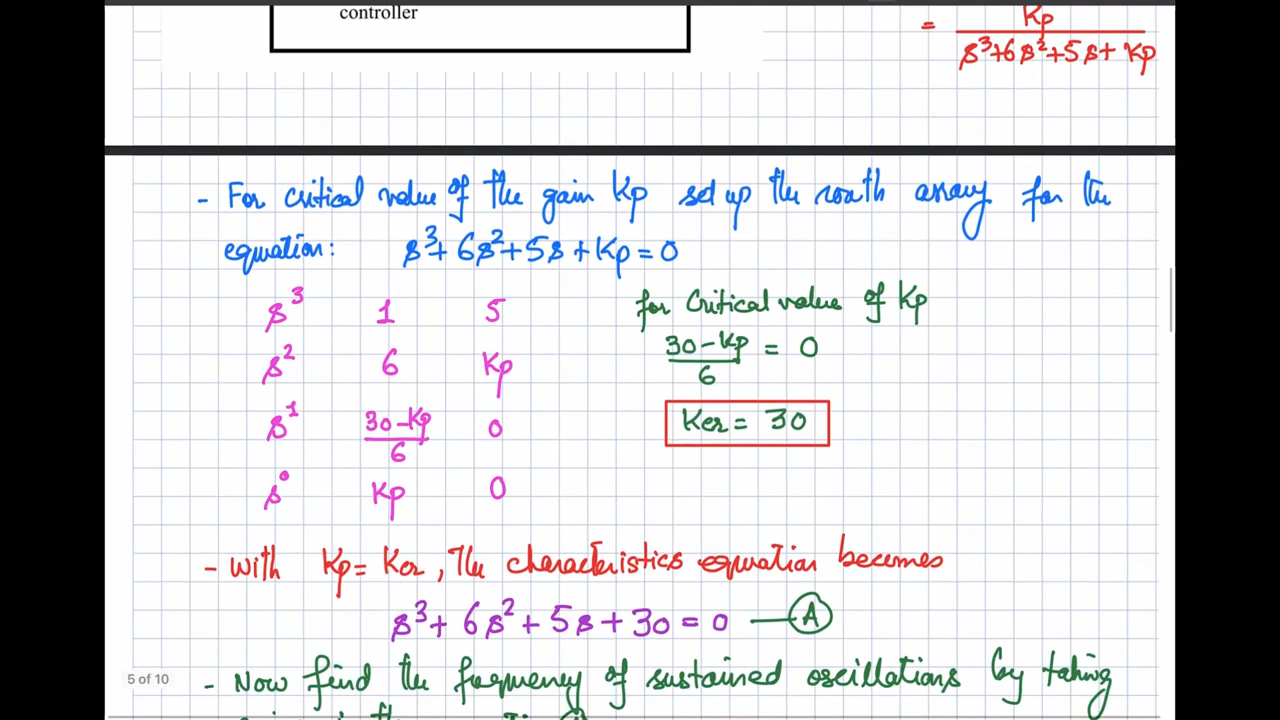 controller
= Kp / s³+6s²+5s+Kp
- For critical value of the gain Kp set up the routh array for the
equation: s³+6s²+5s+Kp=0
s³ 1 5
s² 6 Kp
s¹ 30-Kp/6 0
s⁰ Kp 0
for Critical value of Kp
30-Kp/6 = 0
Kcr = 30
- With Kp= Kcr, The characteristics equation becomes
s³+ 6s²+5s+30=0 — A
5 of 10
- Now find the frequency of sustained oscillations by taking